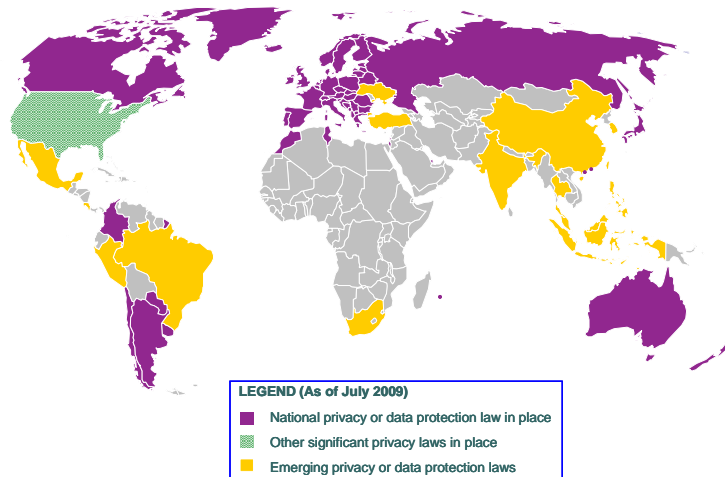 LEGEND (As of July 2009)
National privacy or data protection law in place
Other significant privacy laws in place
Emerging privacy or data protection laws